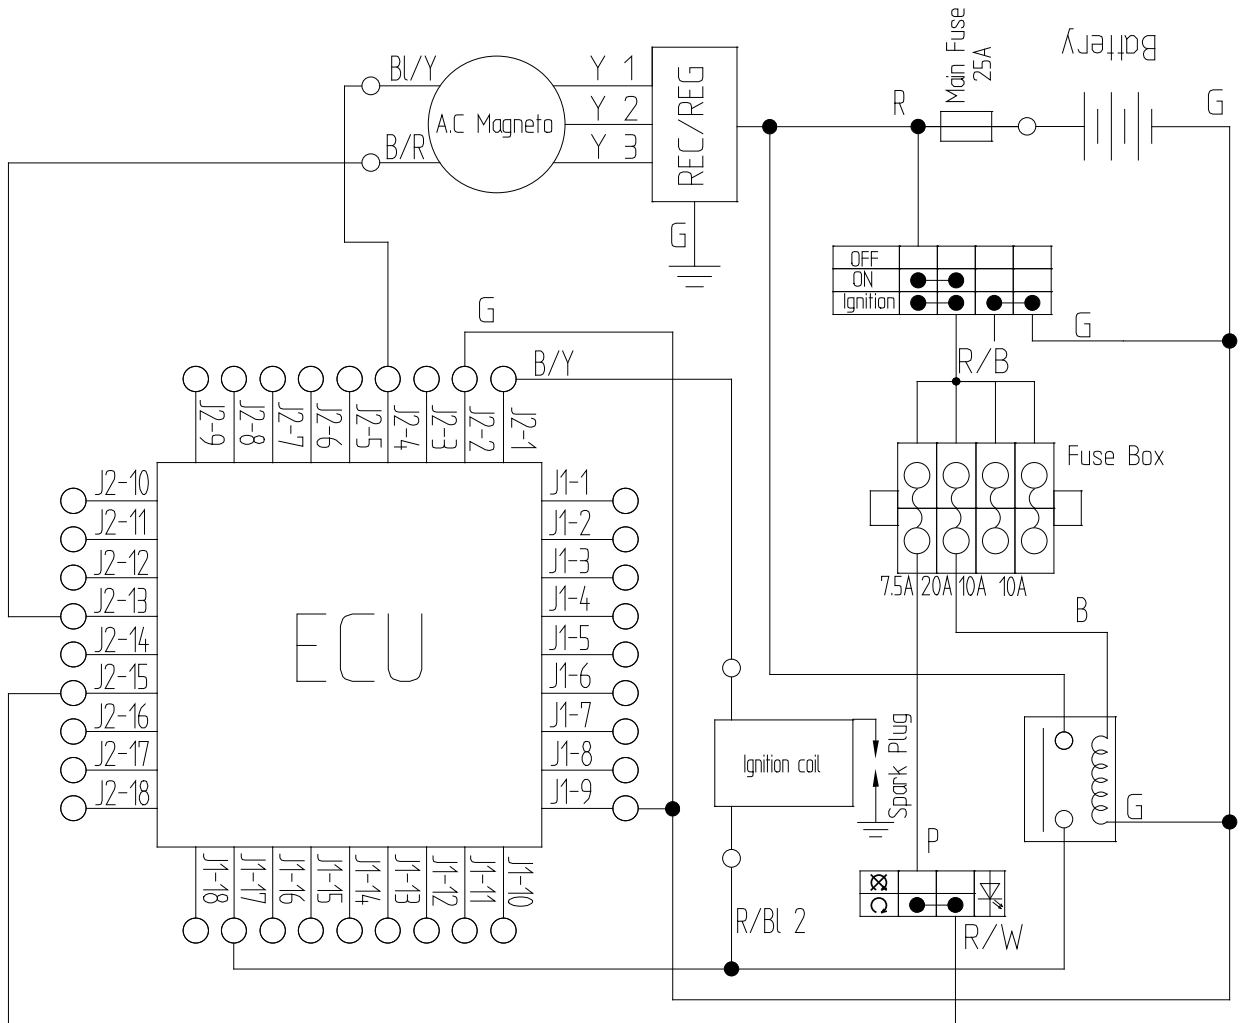 Main Fuse
25A
Battery
Bl/Y
Y 1
A.C Magneto
Y 2
B/R
Y 3
REC/REG
R
G
G
OFF
ON
Ignition
G
G
B/Y
R/B
J2-9
J2-8
J2-7
J2-6
J2-5
J2-4
J2-3
J2-2
J2-1
Fuse Box
J2-10
J2-11
J2-12
J2-13
J2-14
J2-15
J2-16
J2-17
J2-18
ECU
J1-1
J1-2
J1-3
J1-4
J1-5
J1-6
J1-7
J1-8
J1-9
7.5A 20A 10A 10A
B
Ignition coil
Spark Plug
G
P
J1-18
J1-17
J1-16
J1-15
J1-14
J1-13
J1-12
J1-11
J1-10
R/Bl 2
R/W